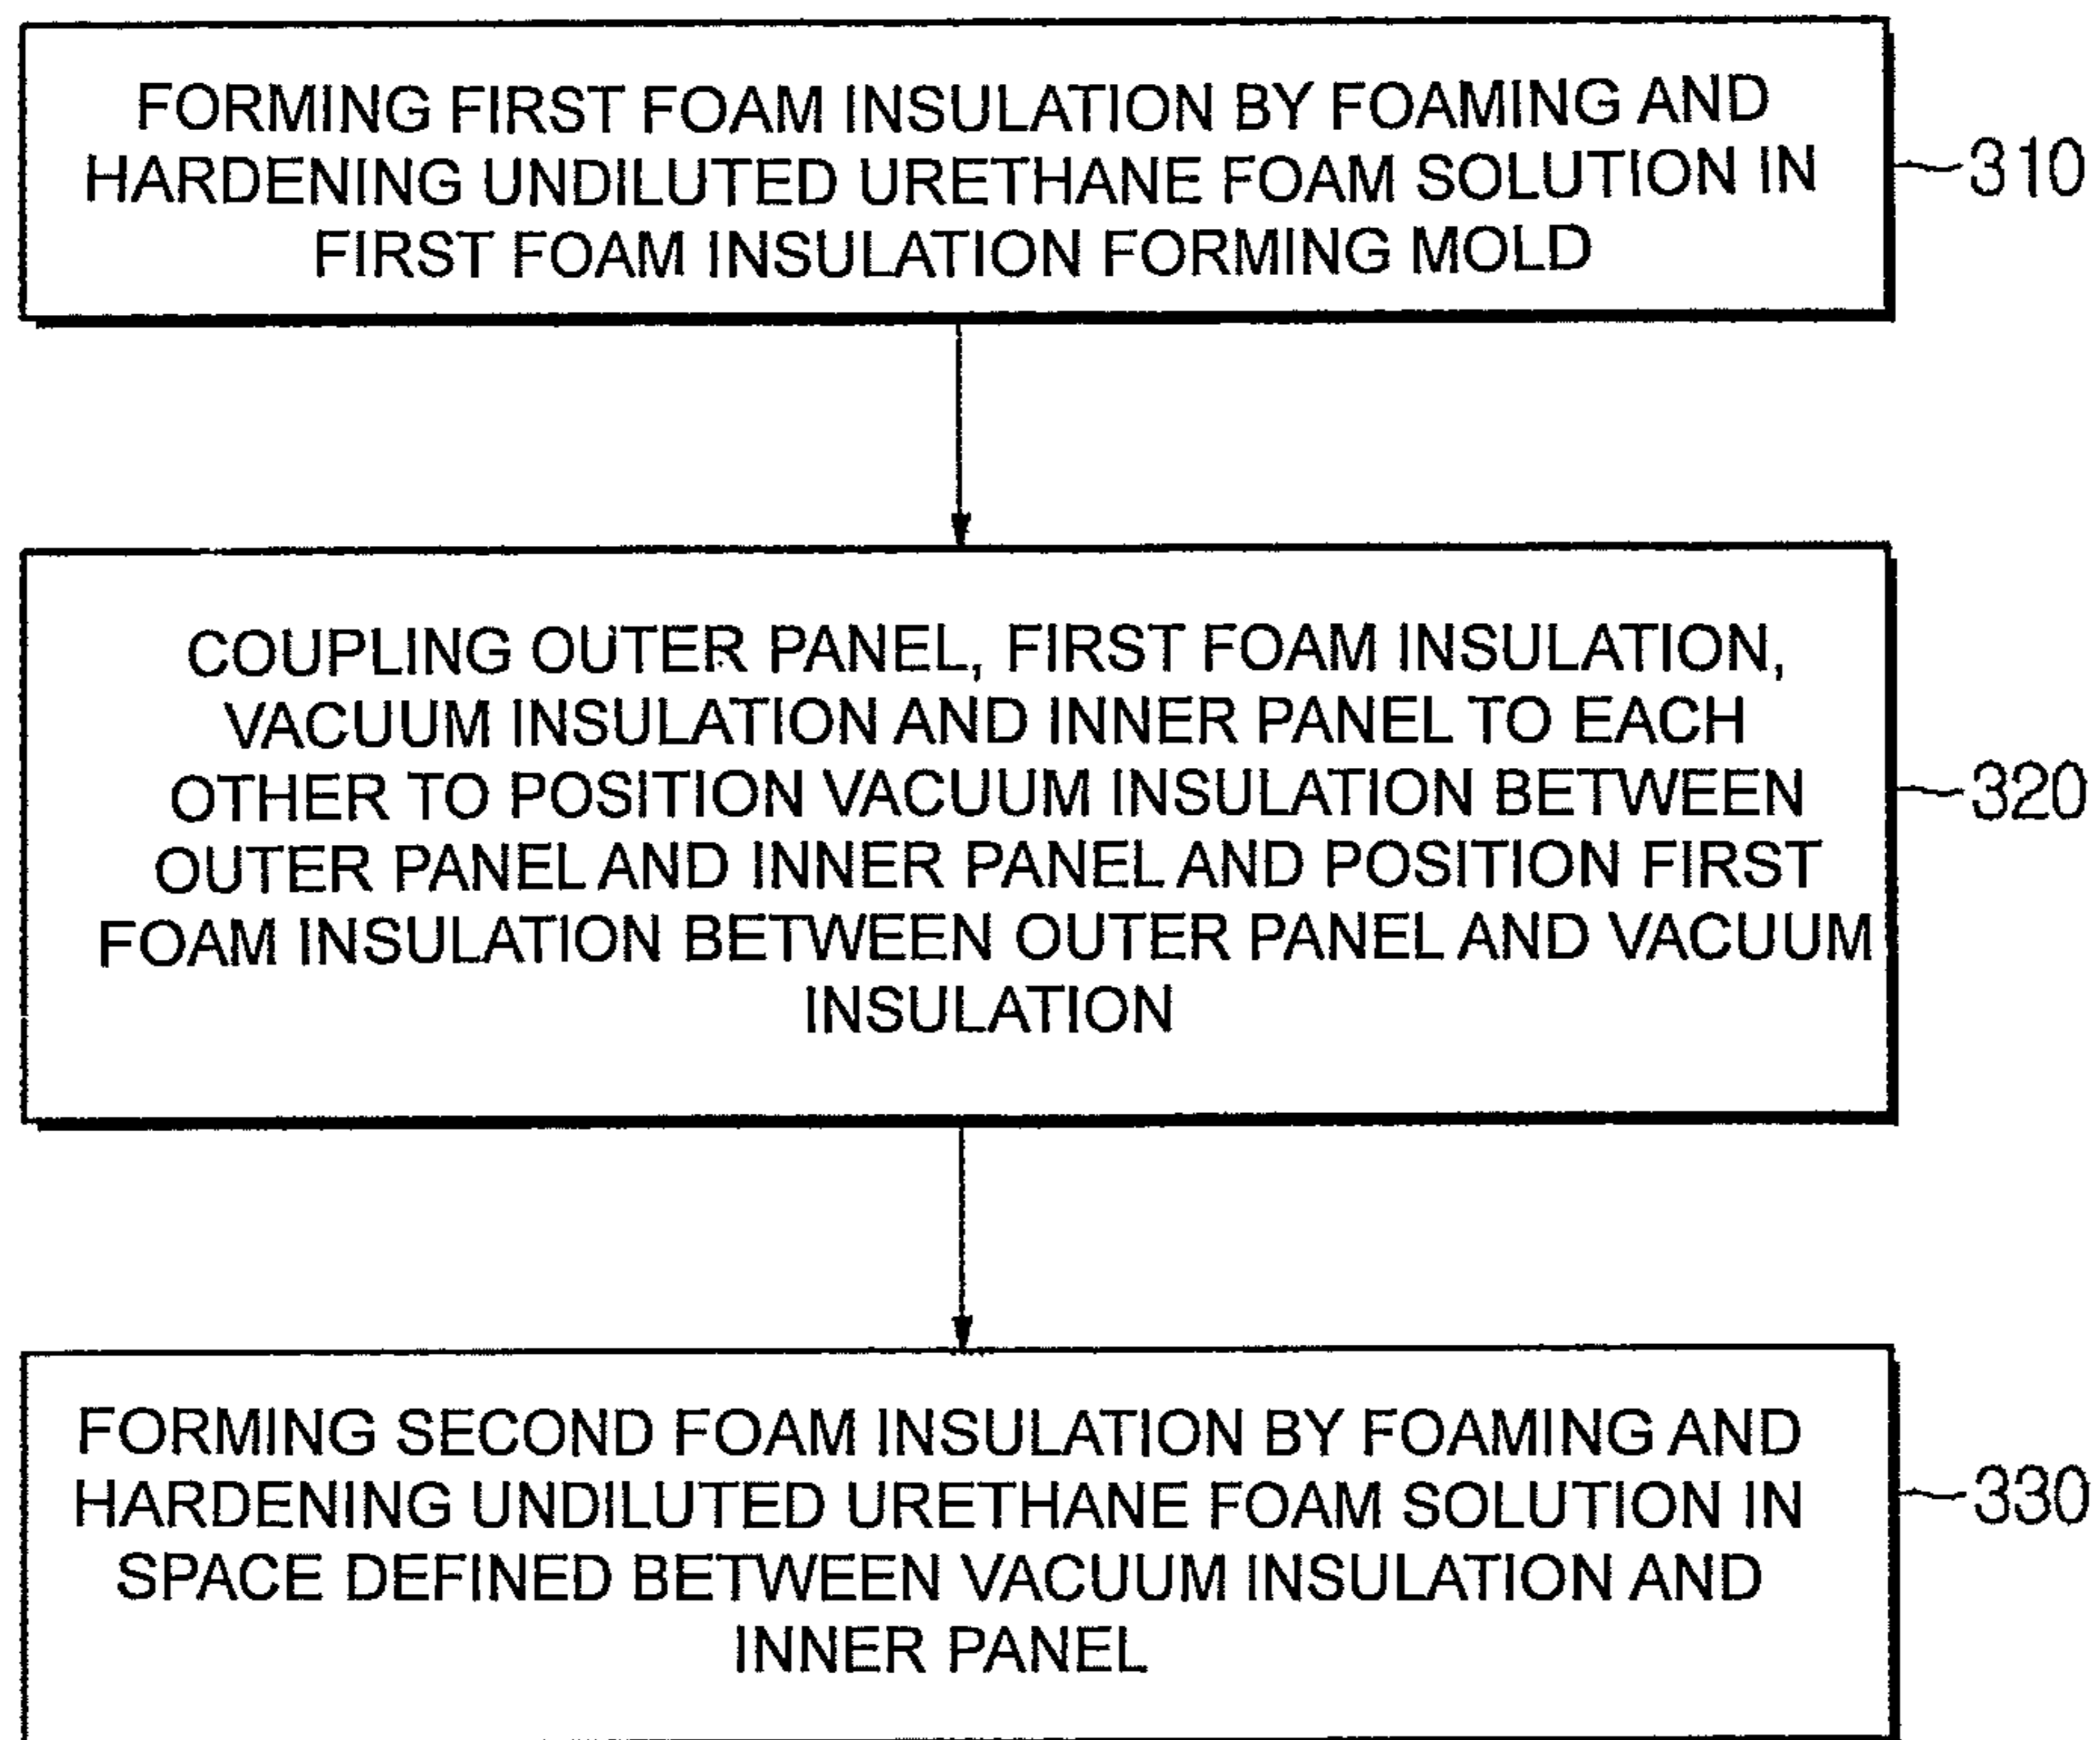 FORMING FIRST FOAM INSULATION BY FOAMING AND
HARDENING UNDILUTED URETHANE FOAM SOLUTION IN
FIRST FOAM INSULATION FORMING MOLD
310
COUPLING OUTER PANEL, FIRST FOAM INSULATION,
VACUUM INSULATION AND INNER PANEL TO EACH
OTHER TO POSITION VACUUM INSULATION BETWEEN
OUTER PANEL AND INNER PANEL AND POSITION FIRST
FOAM INSULATION BETWEEN OUTER PANEL AND VACUUM
INSULATION
320
FORMING SECOND FOAM INSULATION BY FOAMING AND
HARDENING UNDILUTED URETHANE FOAM SOLUTION IN
SPACE DEFINED BETWEEN VACUUM INSULATION AND
INNER PANEL
330